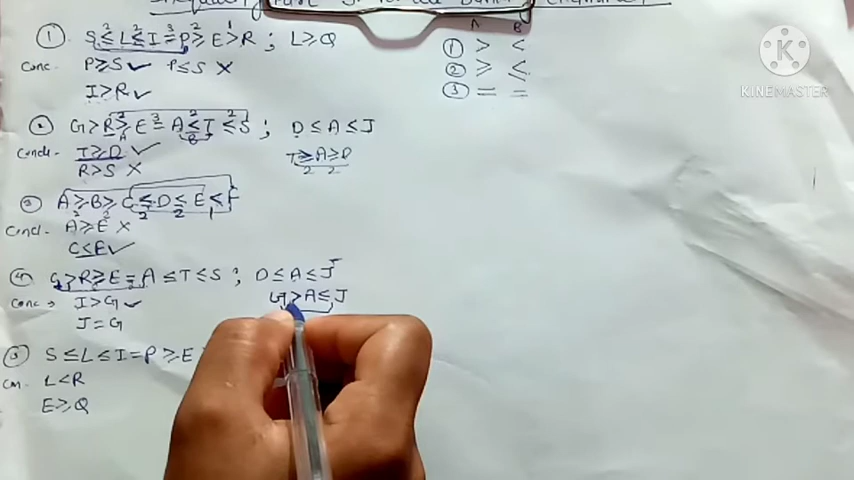 ① S ≤ L ≤ I = P ≥ E > R ; L ≥ Q
Conc. P ≥ S ✓ P ≤ S ✗
I > R ✓
② G > R ≥ E = A ≤ T ≤ S ; D ≤ A ≤ J
Concl. T ≥ D ✓ T ≥ A ≥ D
R > S ✗
③ A ≥ B ≥ C ≤ D ≤ E < F
Concl. A ≥ E ✗
C < F ✓
④ G > R ≥ E = A ≤ T ≤ S ; D ≤ A ≤ J
Conc J > G ✓ G > A ≤ J
J = G
⑤ S ≤ L ≤ I = P ≥ E
Con. L < R
E ≥ Q
A B
① > <
② ≥ ≤
③ = =
KINEMASTER